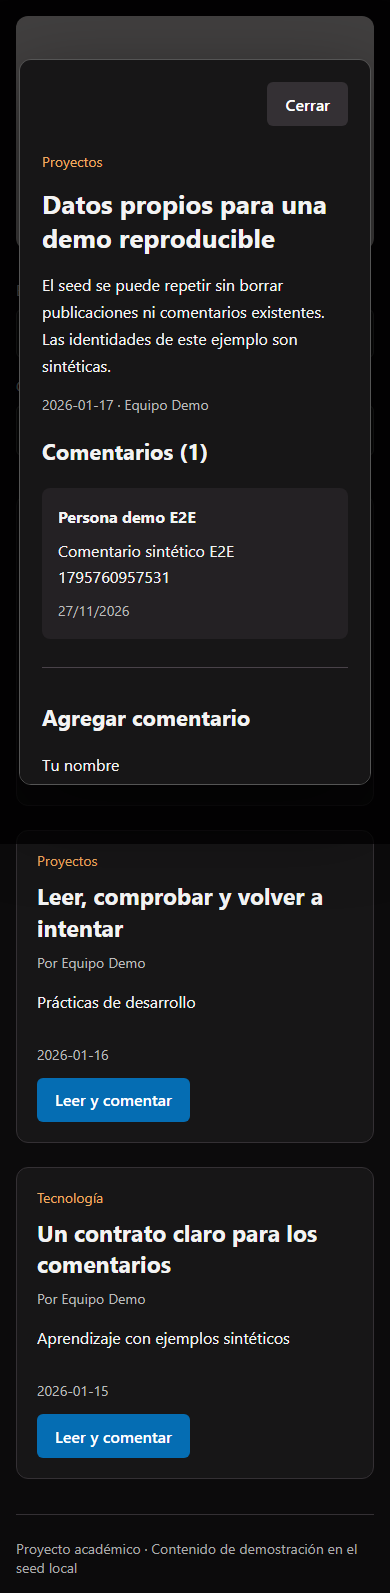 Cerrar
Proyectos
Datos propios para una
demo reproducible
El seed se puede repetir sin borrar
publicaciones ni comentarios existentes.
Las identidades de este ejemplo son
sintéticas.
2026-01-17 · Equipo Demo
Comentarios (1)
Persona demo E2E
Comentario sintético E2E
1795760957531
27/11/2026
Agregar comentario
Tu nombre
Proyectos
Leer, comprobar y volver a
intentar
Por Equipo Demo
Prácticas de desarrollo
2026-01-16
Leer y comentar
Tecnología
Un contrato claro para los
comentarios
Por Equipo Demo
Aprendizaje con ejemplos sintéticos
2026-01-15
Leer y comentar
Proyecto académico · Contenido de demostración en el
seed local